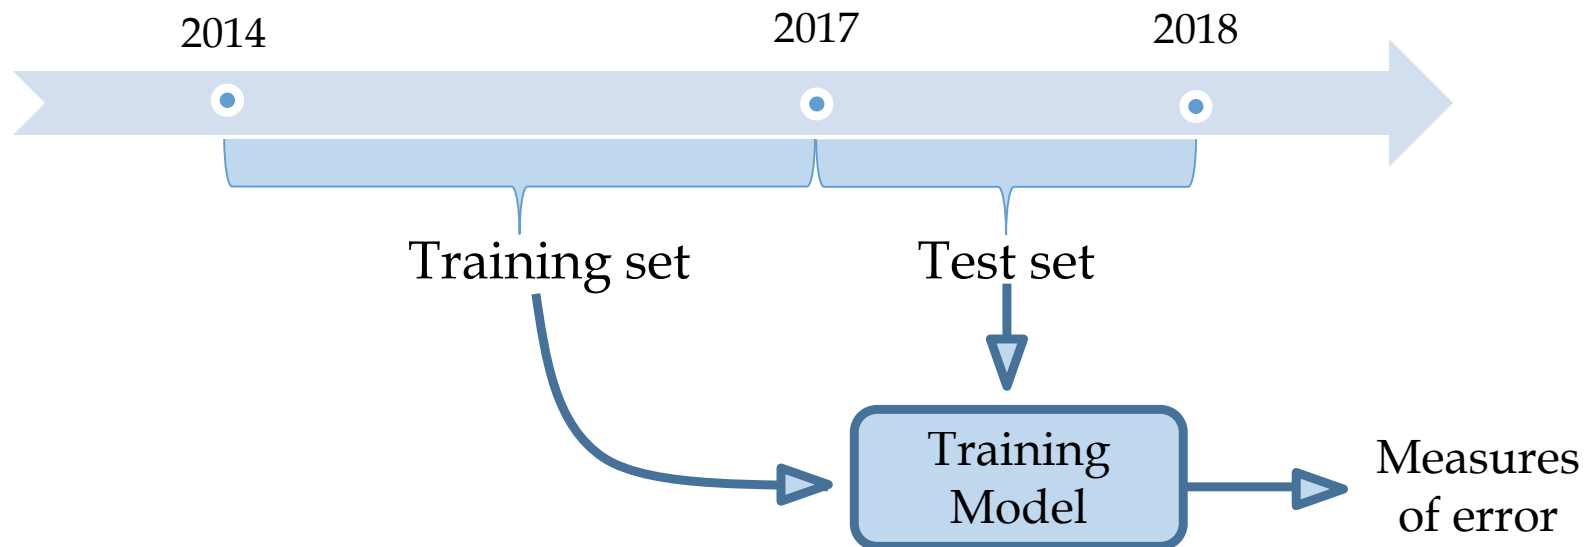 2014
2017
2018
Training set
Test set
Training
Model
Measures
of error